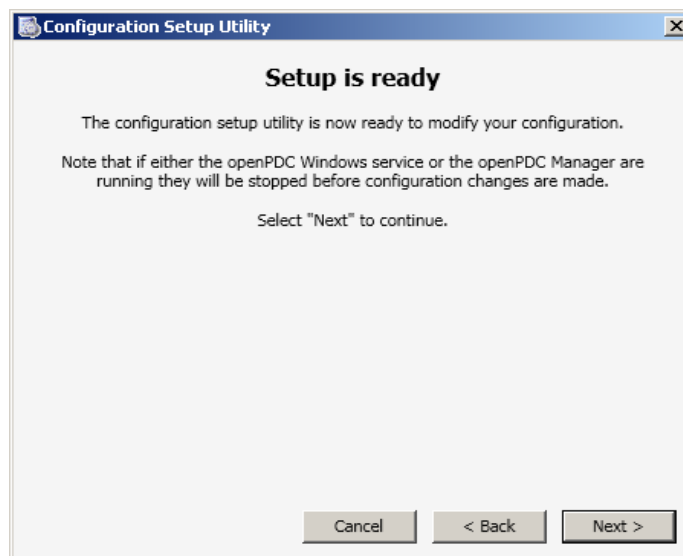 Configuration Setup Utility
Setup is ready
The configuration setup utility is now ready to modify your configuration.
Note that if either the openPDC Windows service or the openPDC Manager are
running they will be stopped before configuration changes are made.
Select "Next" to continue.
Cancel
< Back
Next >